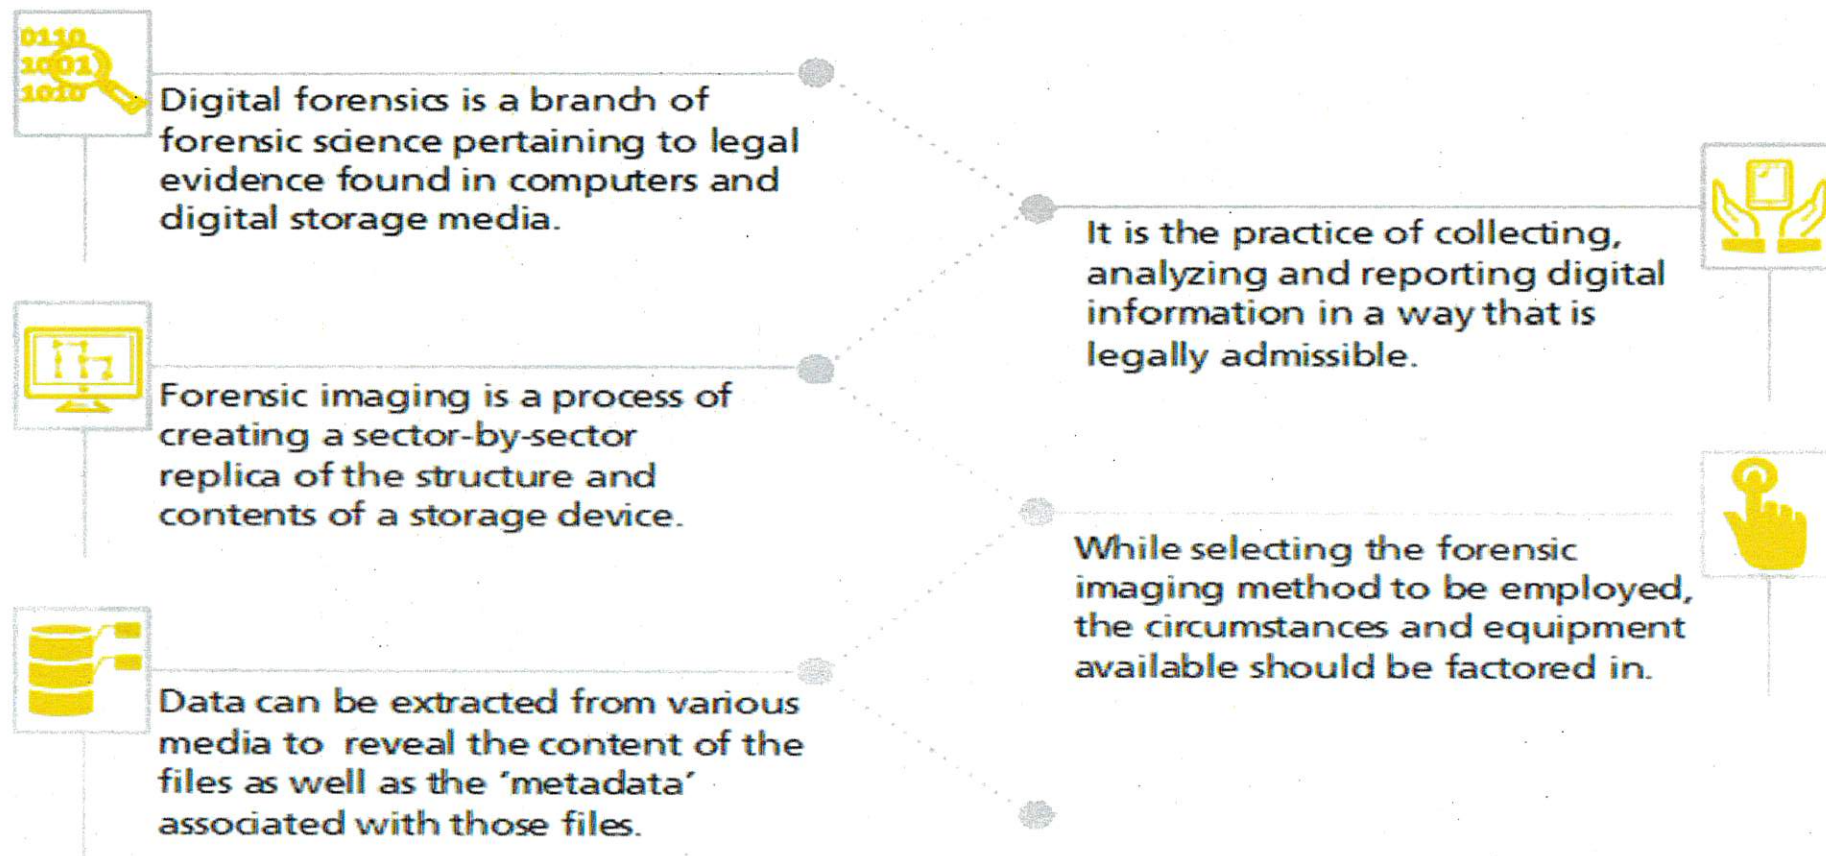 0110
1001
1010
Digital forensics is a branch of
forensic science pertaining to legal
evidence found in computers and
digital storage media.
It is the practice of collecting,
analyzing and reporting digital
information in a way that is
legally admissible.
Forensic imaging is a process of
creating a sector-by-sector
replica of the structure and
contents of a storage device.
While selecting the forensic
imaging method to be employed,
the circumstances and equipment
available should be factored in.
Data can be extracted from various
media to reveal the content of the
files as well as the ‘metadata’
associated with those files.